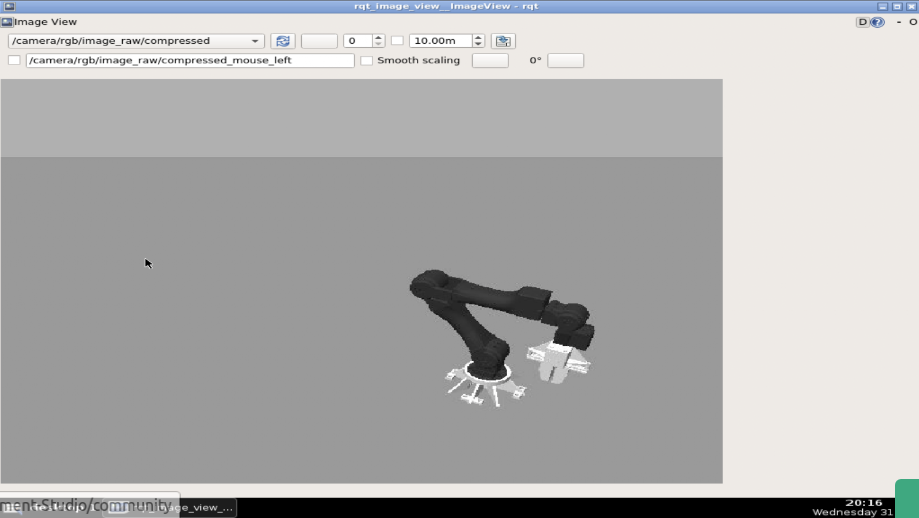 rqt_image_view__ImageView - rqt
Image View
D
- O
/camera/rgb/image_raw/compressed
0
10.00m
/camera/rgb/image_raw/compressed_mouse_left
Smooth scaling
0°
ment-Studio/community
_image_view_...
20:16
Wednesday 31